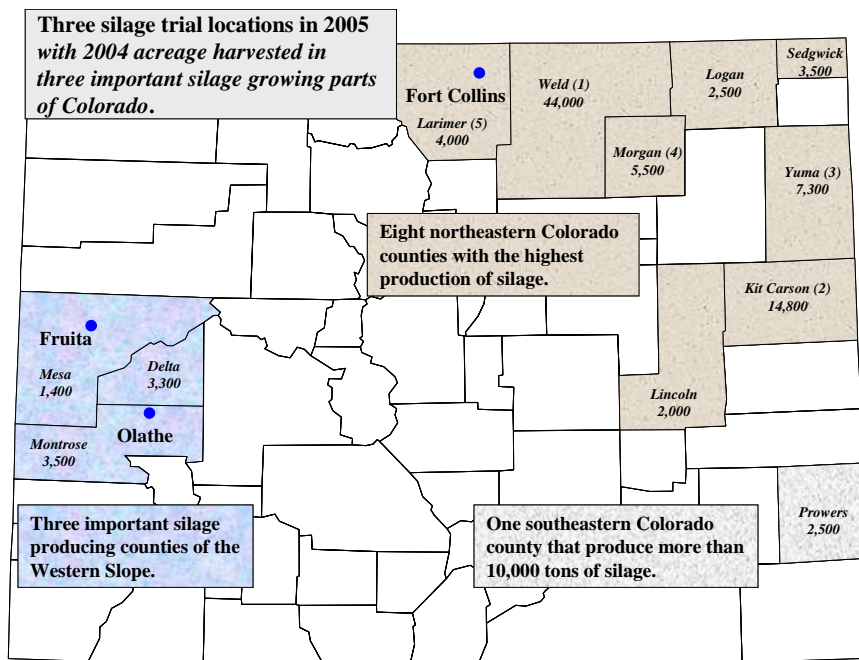 Three silage trial locations in 2005
with 2004 acreage harvested in
three important silage growing parts
of Colorado.
Fort Collins
Larimer (5)
4,000
Weld (1)
44,000
Logan
2,500
Sedgwick
3,500
Morgan (4)
5,500
Yuma (3)
7,300
Eight northeastern Colorado
counties with the highest
production of silage.
Kit Carson (2)
14,800
Lincoln
2,000
Fruita
Mesa
1,400
Delta
3,300
Olathe
Montrose
3,500
Three important silage
producing counties of the
Western Slope.
One southeastern Colorado
county that produce more than
10,000 tons of silage.
Prowers
2,500